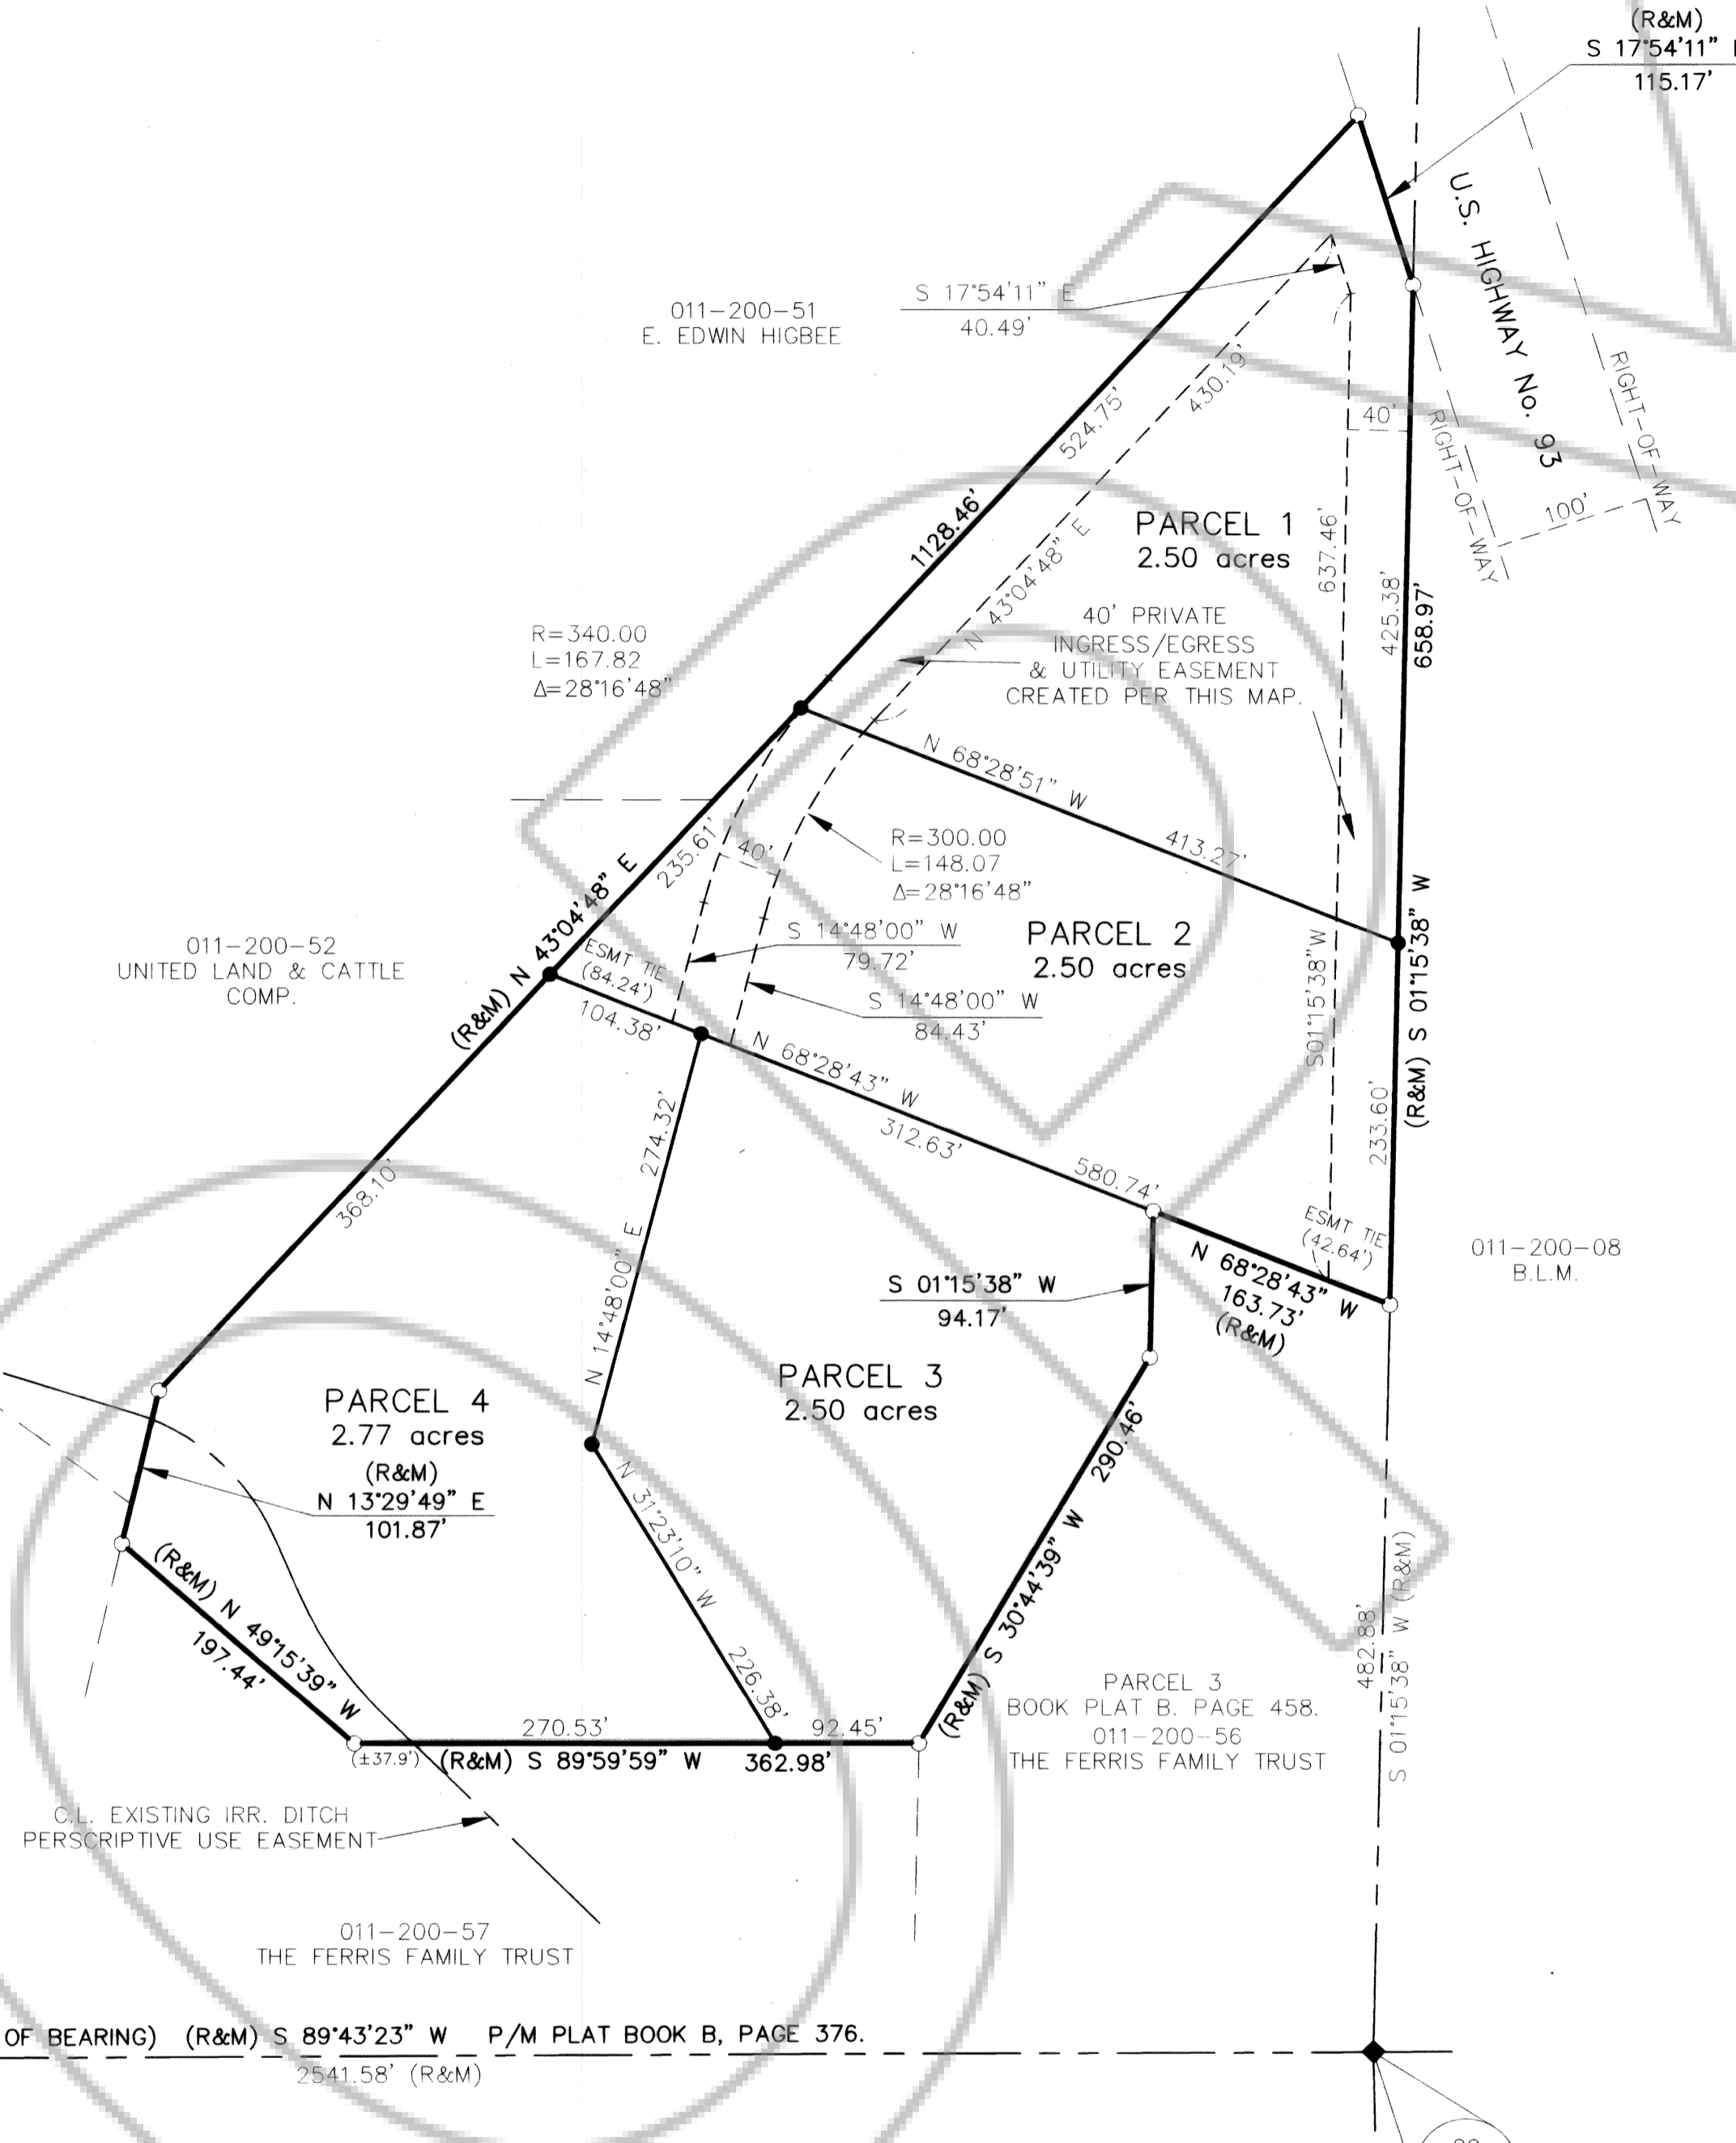 (R&M)
S 17°54'11"
115.17'
U.S. HIGHWAY No. 93
RIGHT-OF-WAY
RIGHT-OF-WAY
100'
011-200-51
E. EDWIN HIGBEE
S 17°54'11" E
40.49'
430.19'
524.75'
1128.46'
40'
PARCEL 1
2.50 acres
637.46'
425.38'
658.97'
N 43°04'48" E
40' PRIVATE
INGRESS/EGRESS
& UTILITY EASEMENT
CREATED PER THIS MAP.
R=340.00
L=167.82
Δ=28°16'48"
N 68°28'51" W
413.27'
235.61'
40'
R=300.00
L=148.07
Δ=28°16'48"
(R&M) N 43°04'48" E
011-200-52
UNITED LAND & CATTLE
COMP.
ESMT TIE
(84.24')
104.38'
S 14°48'00" W
79.72'
S 14°48'00" W
84.43'
PARCEL 2
2.50 acres
S01°15'38"W
(R&M) S 01°15'38" W
233.60'
N 68°28'43" W
312.63'
580.74'
274.32'
N 14°48'00" E
368.10'
ESMT TIE
(42.64')
N 68°28'43" W
163.73'
(R&M)
011-200-08
B.L.M.
S 01°15'38" W
94.17'
PARCEL 3
2.50 acres
PARCEL 4
2.77 acres
(R&M)
N 13°29'49" E
101.87'
290.46'
(R&M) S 30°44'39" W
N 31°23'10" W
226.38'
(R&M) N 49°15'39" W
197.44'
270.53'
92.45'
(±37.9')
(R&M) S 89°59'59" W
362.98'
PARCEL 3
BOOK PLAT B. PAGE 458.
011-200-56
THE FERRIS FAMILY TRUST
482.88'
S 01°15'38" W (R&M)
C.L. EXISTING IRR. DITCH
PERSCRIPTIVE USE EASEMENT
011-200-57
THE FERRIS FAMILY TRUST
OF BEARING) (R&M) S 89°43'23" W P/M PLAT BOOK B, PAGE 376.
2541.58' (R&M)